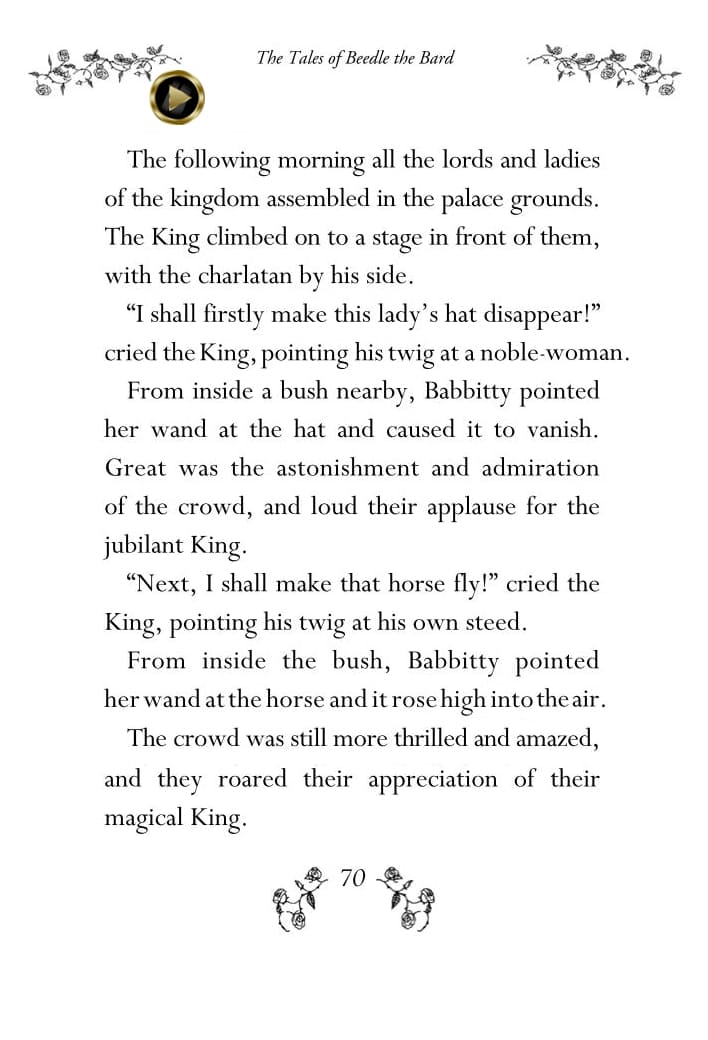 The Tales of Beedle the Bard
The following morning all the lords and ladies
of the kingdom assembled in the palace grounds.
The King climbed on to a stage in front of them,
with the charlatan by his side.
“I shall firstly make this lady’s hat disappear!”
cried the King, pointing his twig at a noble-woman.
From inside a bush nearby, Babbitty pointed
her wand at the hat and caused it to vanish.
Great was the astonishment and admiration
of the crowd, and loud their applause for the
jubilant King.
“Next, I shall make that horse fly!” cried the
King, pointing his twig at his own steed.
From inside the bush, Babbitty pointed
her wand at the horse and it rose high into the air.
The crowd was still more thrilled and amazed,
and they roared their appreciation of their
magical King.
70